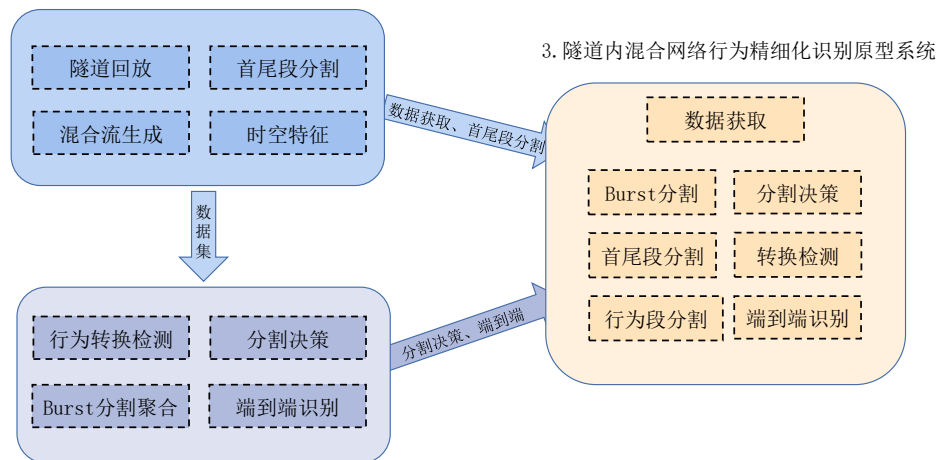 隧道回放
首尾段分割
混合流生成
时空特征
数据获取、首尾段分割
数据集
行为转换检测
分割决策
Burst分割聚合
端到端识别
分割决策、端到端
3.隧道内混合网络行为精细化识别原型系统
数据获取
Burst分割
分割决策
首尾段分割
转换检测
行为段分割
端到端识别